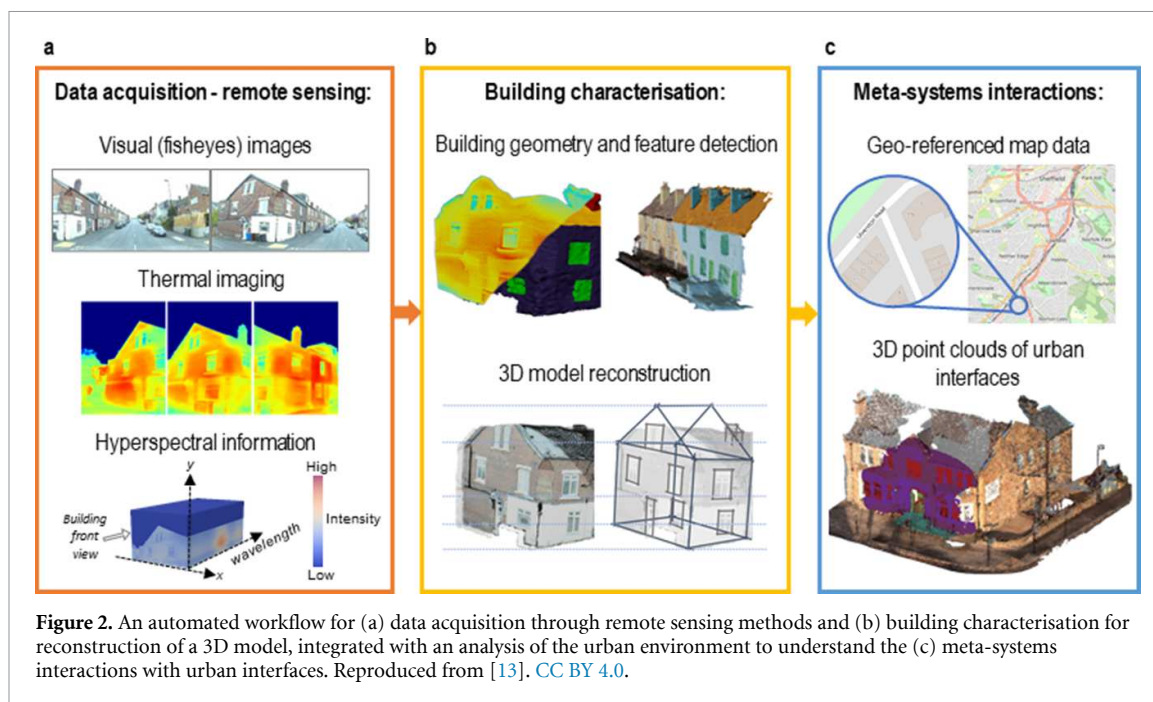 a
b
c
Data acquisition - remote sensing:
Visual (fisheyes) images
Thermal imaging
Hyperspectral information
y
High
Building
front
view
Intensity
wavelength
x
Low
Building characterisation:
Building geometry and feature detection
3D model reconstruction
Meta-systems interactions:
Geo-referenced map data
Sheffield
3D point clouds of urban
interfaces
Figure 2. An automated workflow for (a) data acquisition through remote sensing methods and (b) building characterisation for
reconstruction of a 3D model, integrated with an analysis of the urban environment to understand the (c) meta-systems
interactions with urban interfaces. Reproduced from [13]. CC BY 4.0.